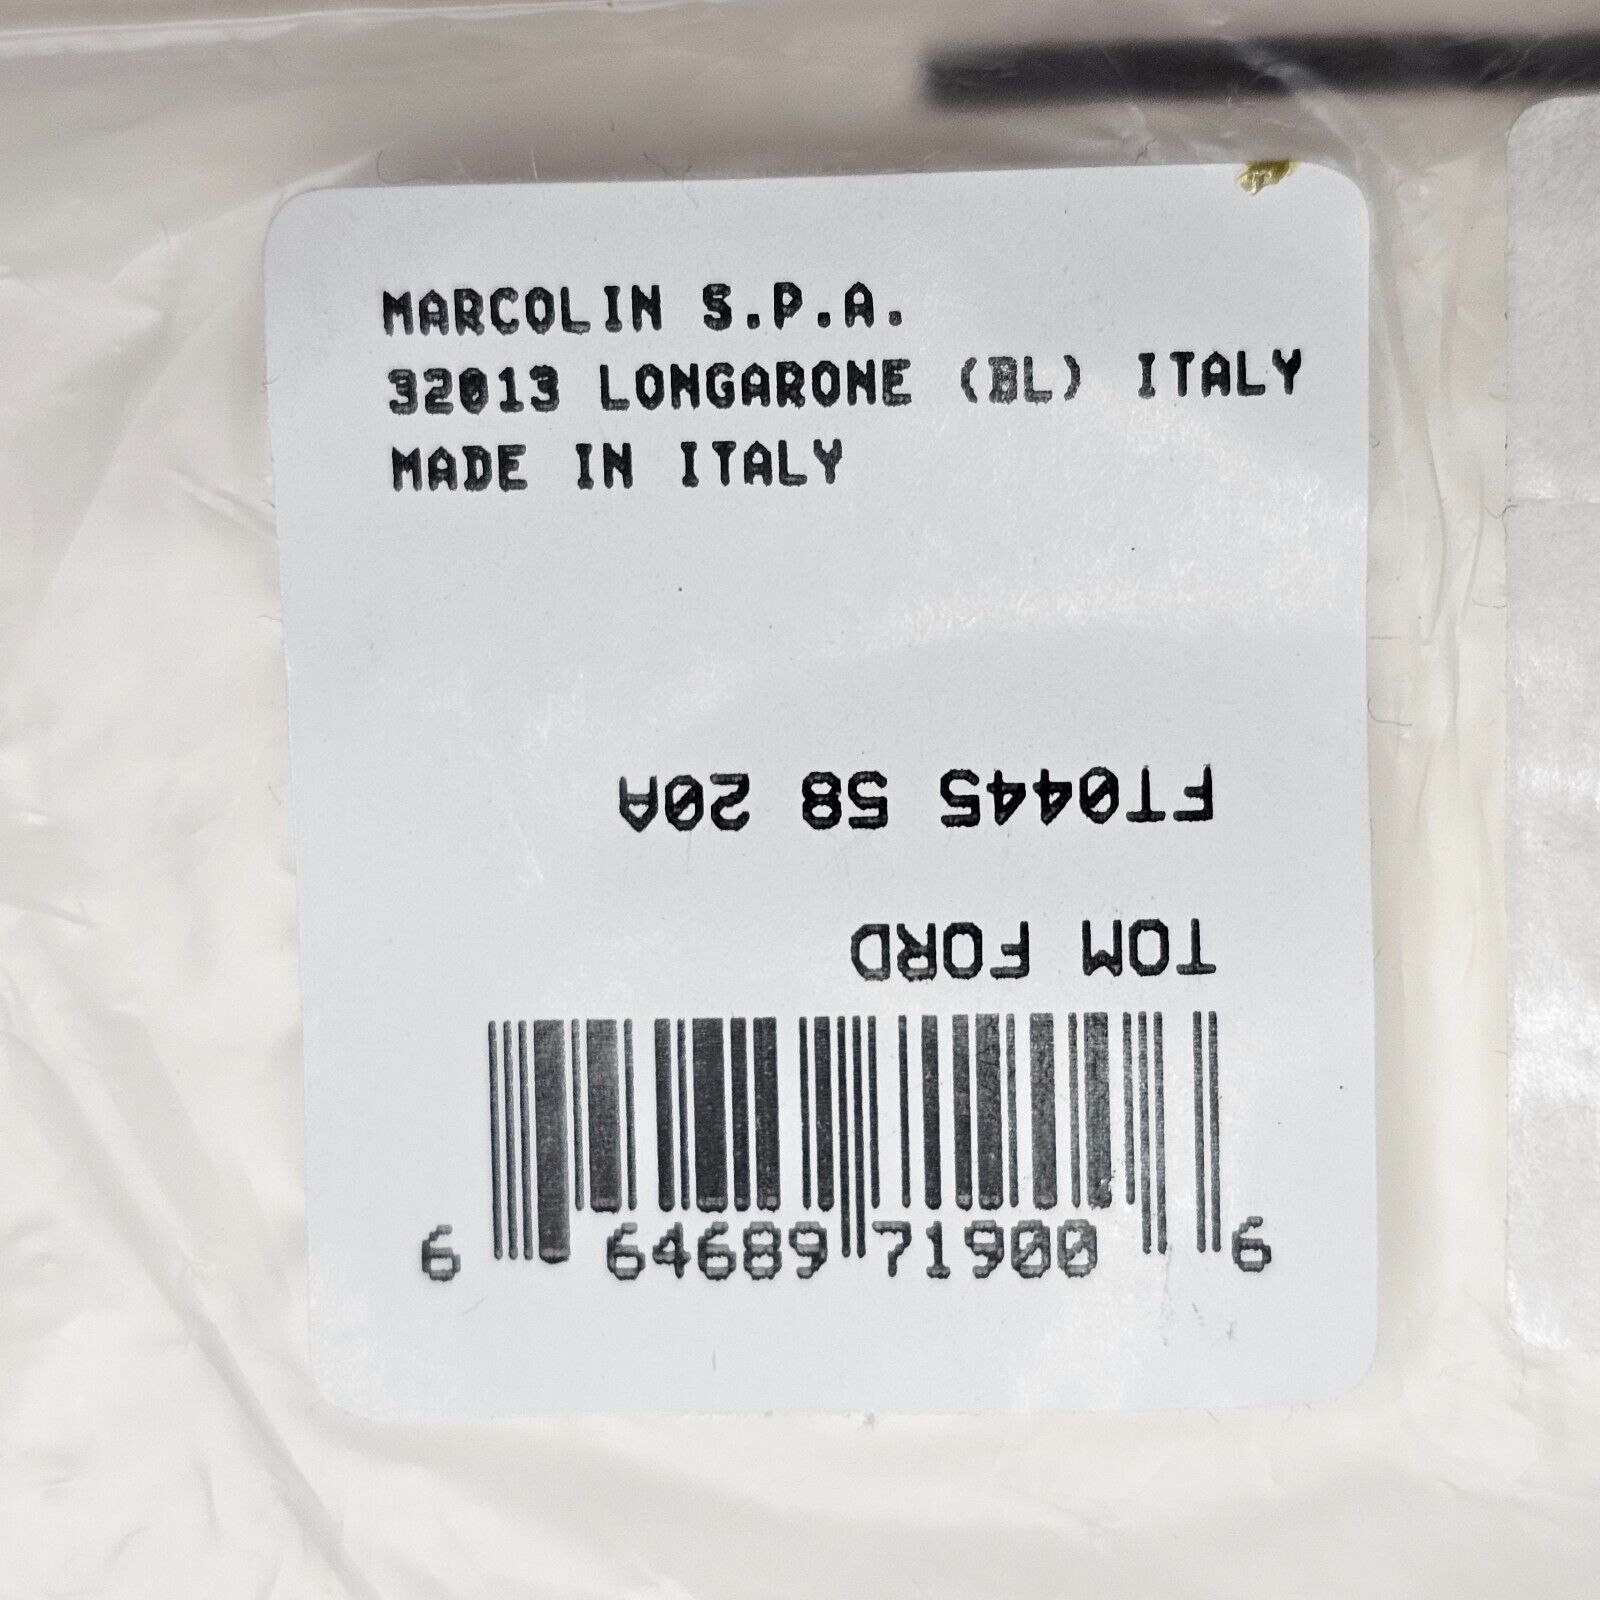 MARCOLIN S.P.A.
32013 LONGARONE (BL) ITALY
MADE IN ITALY
FT0445 58 20A
TOM FORD
6 64689 71900 6